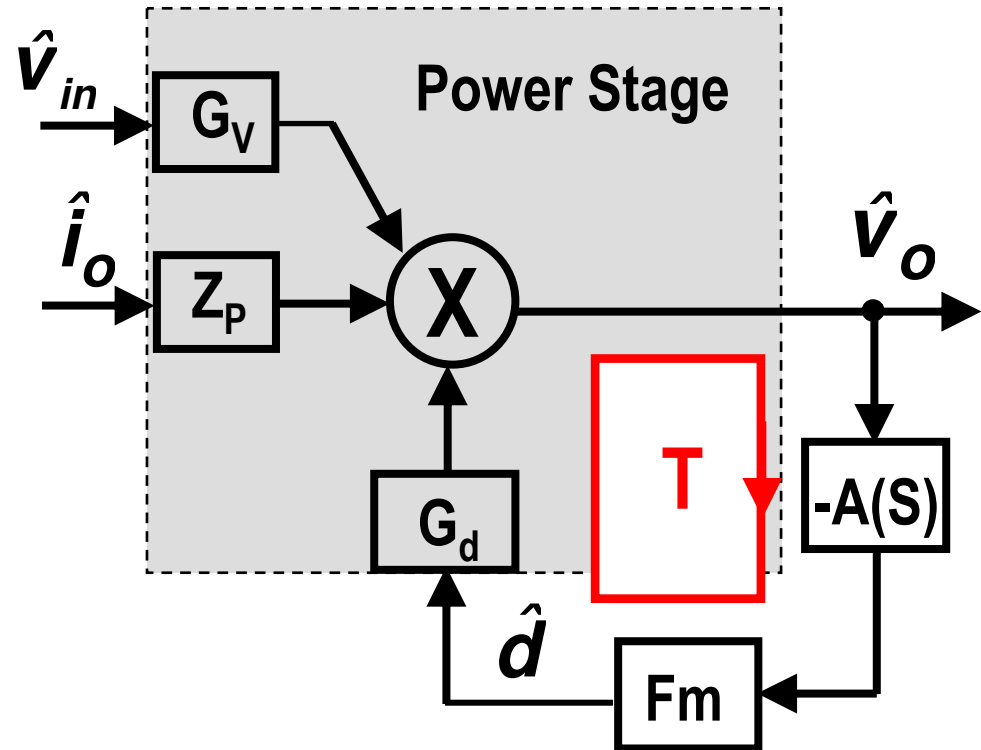 v̂in
Power Stage
GV
îo
ZP
X
v̂o
T
-A(S)
Gd
d̂
Fm